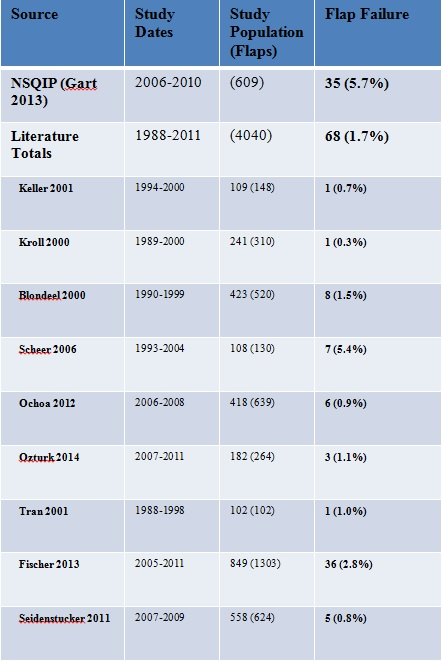 Source Study Dates Study Population (Flaps) Flap Failure
NSQIP (Gart 2013) 2006-2010 (609) 35 (5.7%)
Literature Totals 1988-2011 (4040) 68 (1.7%)
Keller 2001 1994-2000 109 (148) 1 (0.7%)
Kroll 2000 1989-2000 241 (310) 1 (0.3%)
Blondeel 2000 1990-1999 423 (520) 8 (1.5%)
Scheer 2006 1993-2004 108 (130) 7 (5.4%)
Ochoa 2012 2006-2008 418 (639) 6 (0.9%)
Ozturk 2014 2007-2011 182 (264) 3 (1.1%)
Tran 2001 1988-1998 102 (102) 1 (1.0%)
Fischer 2013 2005-2011 849 (1303) 36 (2.8%)
Seidenstucker 2011 2007-2009 558 (624) 5 (0.8%)